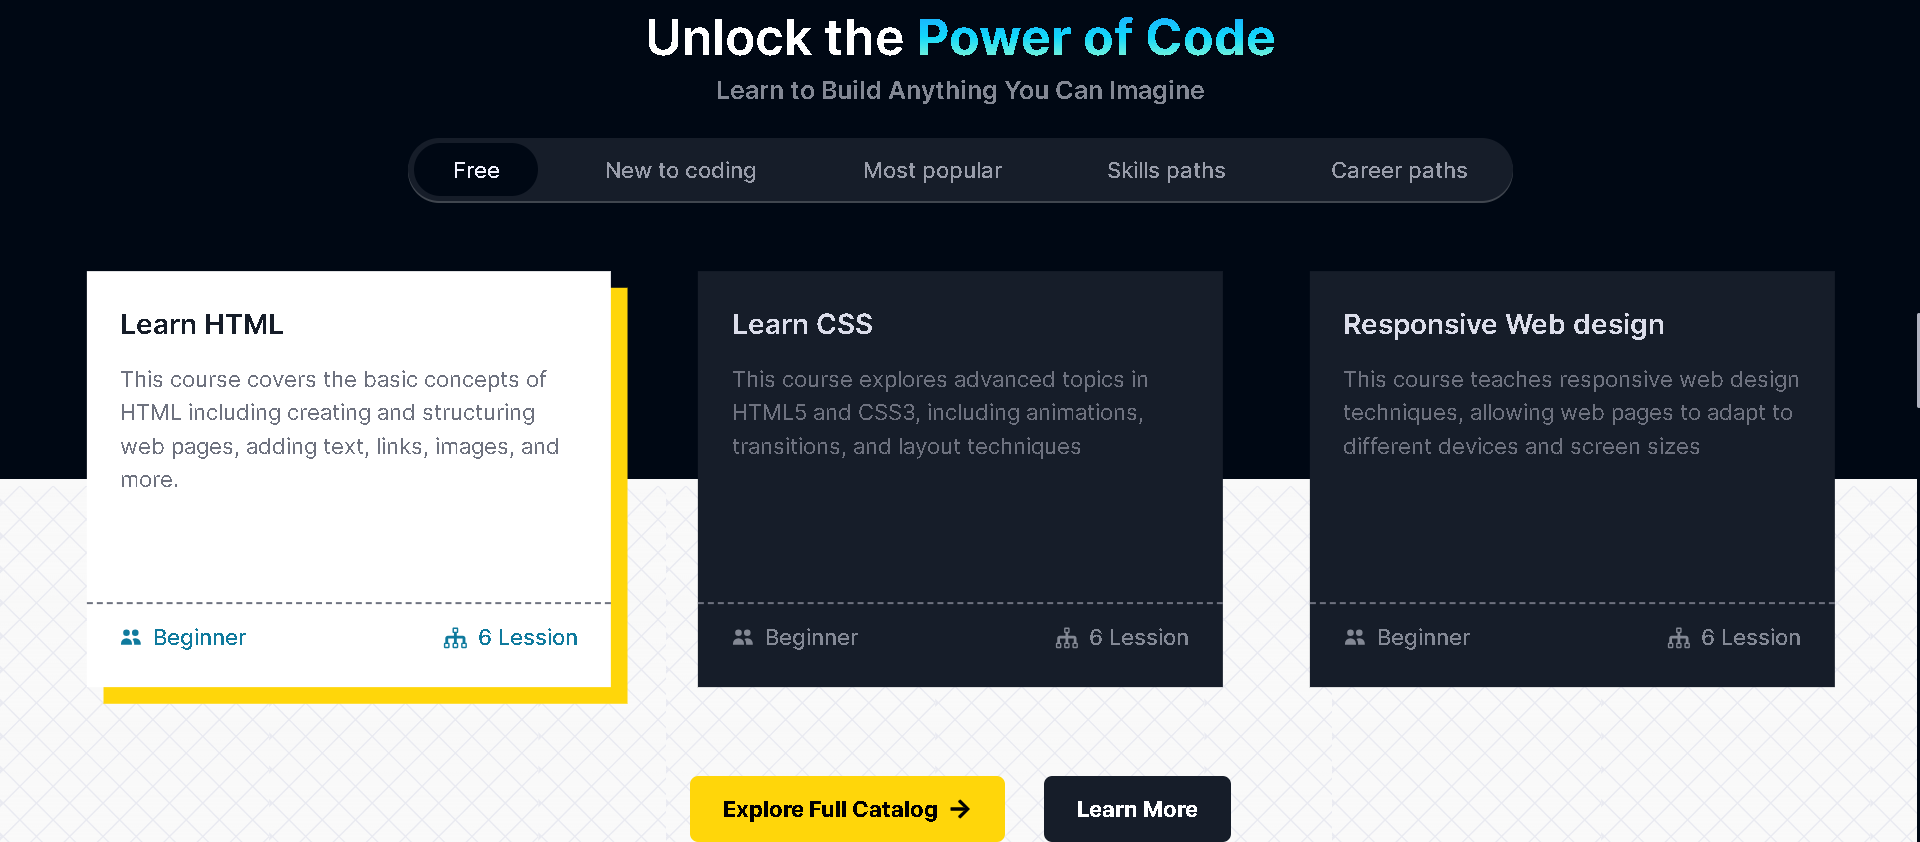 Unlock the Power of Code
Learn to Build Anything You Can Imagine
Free
New to coding
Most popular
Skills paths
Career paths
Learn HTML
This course covers the basic concepts of
HTML including creating and structuring
web pages, adding text, links, images, and
more.
Beginner
6 Lession
Learn CSS
This course explores advanced topics in
HTML5 and CSS3, including animations,
transitions, and layout techniques
Beginner
6 Lession
Responsive Web design
This course teaches responsive web design
techniques, allowing web pages to adapt to
different devices and screen sizes
Beginner
6 Lession
Explore Full Catalog
Learn More